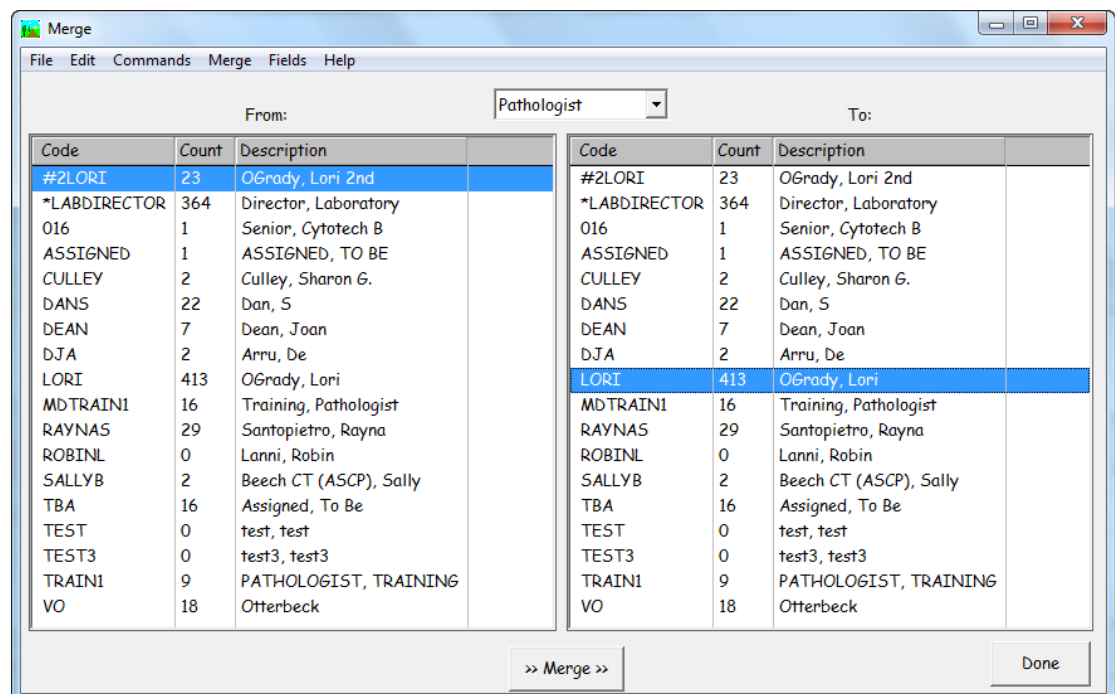 Merge
File Edit Commands Merge Fields Help
Pathologist
From: To:
Code Count Description Code Count Description
#2LORI 23 OGrady, Lori 2nd #2LORI 23 OGrady, Lori 2nd
*LABDIRECTOR 364 Director, Laboratory *LABDIRECTOR 364 Director, Laboratory
016 1 Senior, Cytotech B 016 1 Senior, Cytotech B
ASSIGNED 1 ASSIGNED, TO BE ASSIGNED 1 ASSIGNED, TO BE
CULLEY 2 Culley, Sharon G. CULLEY 2 Culley, Sharon G.
DANS 22 Dan, S DANS 22 Dan, S
DEAN 7 Dean, Joan DEAN 7 Dean, Joan
DJA 2 Arru, De DJA 2 Arru, De
LORI 413 OGrady, Lori LORI 413 OGrady, Lori
MDTRAIN1 16 Training, Pathologist MDTRAIN1 16 Training, Pathologist
RAYNAS 29 Santopietro, Rayna RAYNAS 29 Santopietro, Rayna
ROBINL 0 Lanni, Robin ROBINL 0 Lanni, Robin
SALLYB 2 Beech CT (ASCP), Sally SALLYB 2 Beech CT (ASCP), Sally
TBA 16 Assigned, To Be TBA 16 Assigned, To Be
TEST 0 test, test TEST 0 test, test
TEST3 0 test3, test3 TEST3 0 test3, test3
TRAIN1 9 PATHOLOGIST, TRAINING TRAIN1 9 PATHOLOGIST, TRAINING
VO 18 Otterbeck VO 18 Otterbeck
>> Merge >> Done